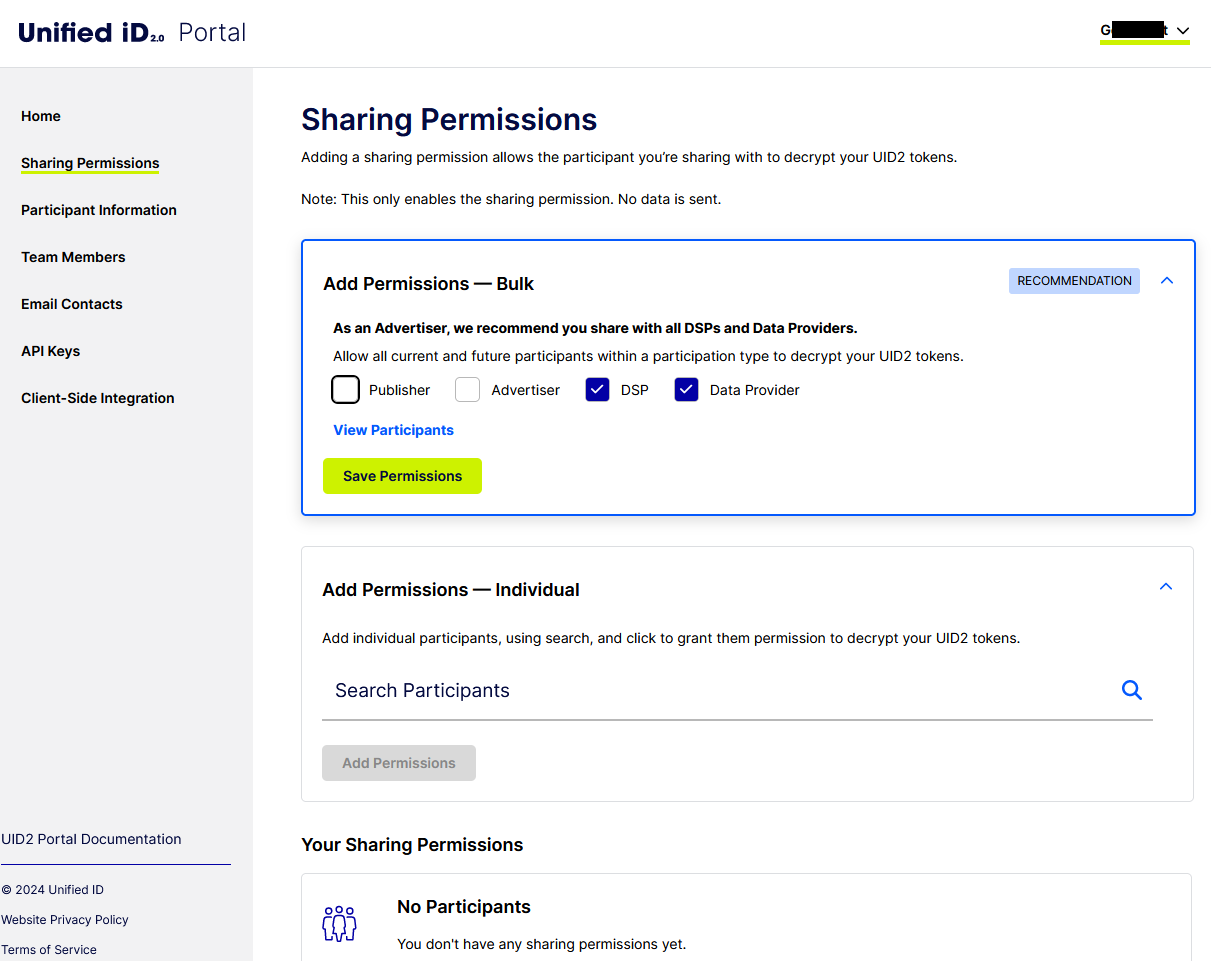 Unified iD 2.0 Portal
Home
Sharing Permissions
Participant Information
Team Members
Email Contacts
API Keys
Client-Side Integration
UID2 Portal Documentation
© 2024 Unified ID
Website Privacy Policy
Terms of Service
Sharing Permissions
Adding a sharing permission allows the participant you’re sharing with to decrypt your UID2 tokens.
Note: This only enables the sharing permission. No data is sent.
Add Permissions — Bulk
RECOMMENDATION
As an Advertiser, we recommend you share with all DSPs and Data Providers.
Allow all current and future participants within a participation type to decrypt your UID2 tokens.
Publisher Advertiser DSP Data Provider
View Participants
Save Permissions
Add Permissions — Individual
Add individual participants, using search, and click to grant them permission to decrypt your UID2 tokens.
Search Participants
Add Permissions
Your Sharing Permissions
No Participants
You don't have any sharing permissions yet.